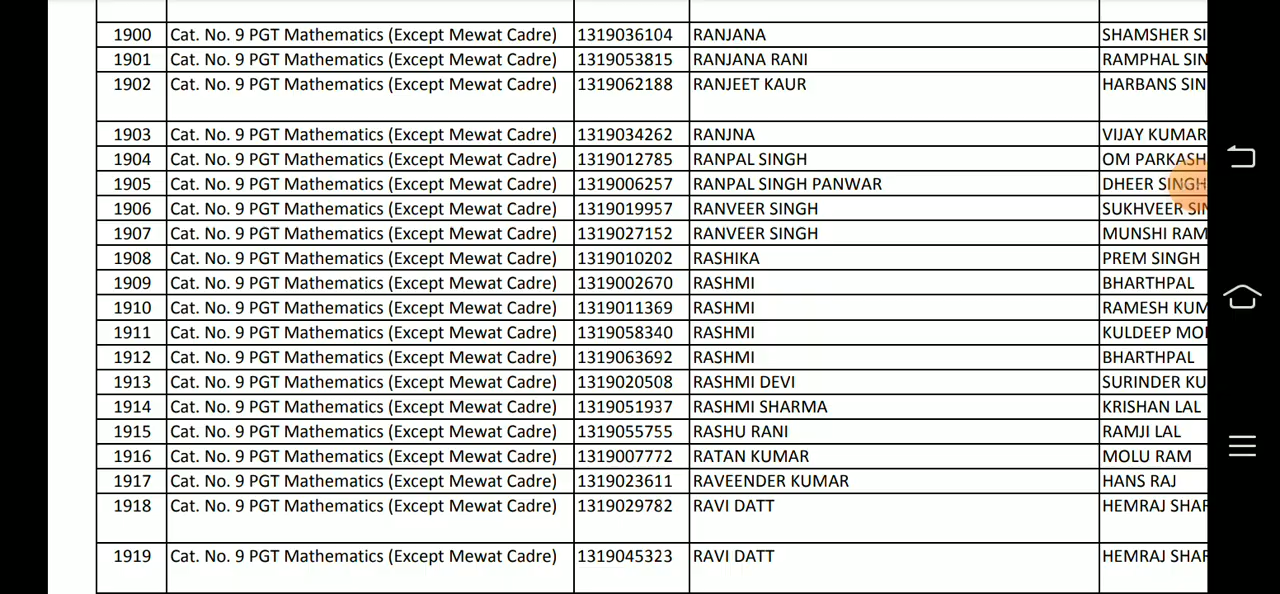 1900 Cat. No. 9 PGT Mathematics (Except Mewat Cadre) 1319036104 RANJANA SHAMSHER
1901 Cat. No. 9 PGT Mathematics (Except Mewat Cadre) 1319053815 RANJANA RANI RAMPHAL
1902 Cat. No. 9 PGT Mathematics (Except Mewat Cadre) 1319062188 RANJEET KAUR HARBANS
1903 Cat. No. 9 PGT Mathematics (Except Mewat Cadre) 1319034262 RANJNA VIJAY KUMAR
1904 Cat. No. 9 PGT Mathematics (Except Mewat Cadre) 1319012785 RANPAL SINGH OM PARKASH
1905 Cat. No. 9 PGT Mathematics (Except Mewat Cadre) 1319006257 RANPAL SINGH PANWAR DHEER SINGH
1906 Cat. No. 9 PGT Mathematics (Except Mewat Cadre) 1319019957 RANVEER SINGH SUKHVEER
1907 Cat. No. 9 PGT Mathematics (Except Mewat Cadre) 1319027152 RANVEER SINGH MUNSHI RAM
1908 Cat. No. 9 PGT Mathematics (Except Mewat Cadre) 1319010202 RASHIKA PREM SINGH
1909 Cat. No. 9 PGT Mathematics (Except Mewat Cadre) 1319002670 RASHMI BHARTHPAL
1910 Cat. No. 9 PGT Mathematics (Except Mewat Cadre) 1319011369 RASHMI RAMESH
1911 Cat. No. 9 PGT Mathematics (Except Mewat Cadre) 1319058340 RASHMI KULDEEP
1912 Cat. No. 9 PGT Mathematics (Except Mewat Cadre) 1319063692 RASHMI BHARTHPAL
1913 Cat. No. 9 PGT Mathematics (Except Mewat Cadre) 1319020508 RASHMI DEVI SURINDER
1914 Cat. No. 9 PGT Mathematics (Except Mewat Cadre) 1319051937 RASHMI SHARMA KRISHAN LAL
1915 Cat. No. 9 PGT Mathematics (Except Mewat Cadre) 1319055755 RASHU RANI RAMJI LAL
1916 Cat. No. 9 PGT Mathematics (Except Mewat Cadre) 1319007772 RATAN KUMAR MOLU RAM
1917 Cat. No. 9 PGT Mathematics (Except Mewat Cadre) 1319023611 RAVEENDER KUMAR HANS RAJ
1918 Cat. No. 9 PGT Mathematics (Except Mewat Cadre) 1319029782 RAVI DATT HEMRAJ
1919 Cat. No. 9 PGT Mathematics (Except Mewat Cadre) 1319045323 RAVI DATT HEMRAJ